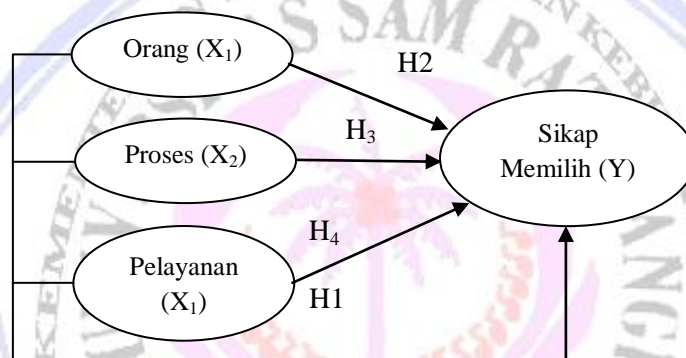 Orang (X₁)
H2
H₃
Proses (X₂)
Sikap
Memilih (Y)
H₄
Pelayanan
(X₁)
H1